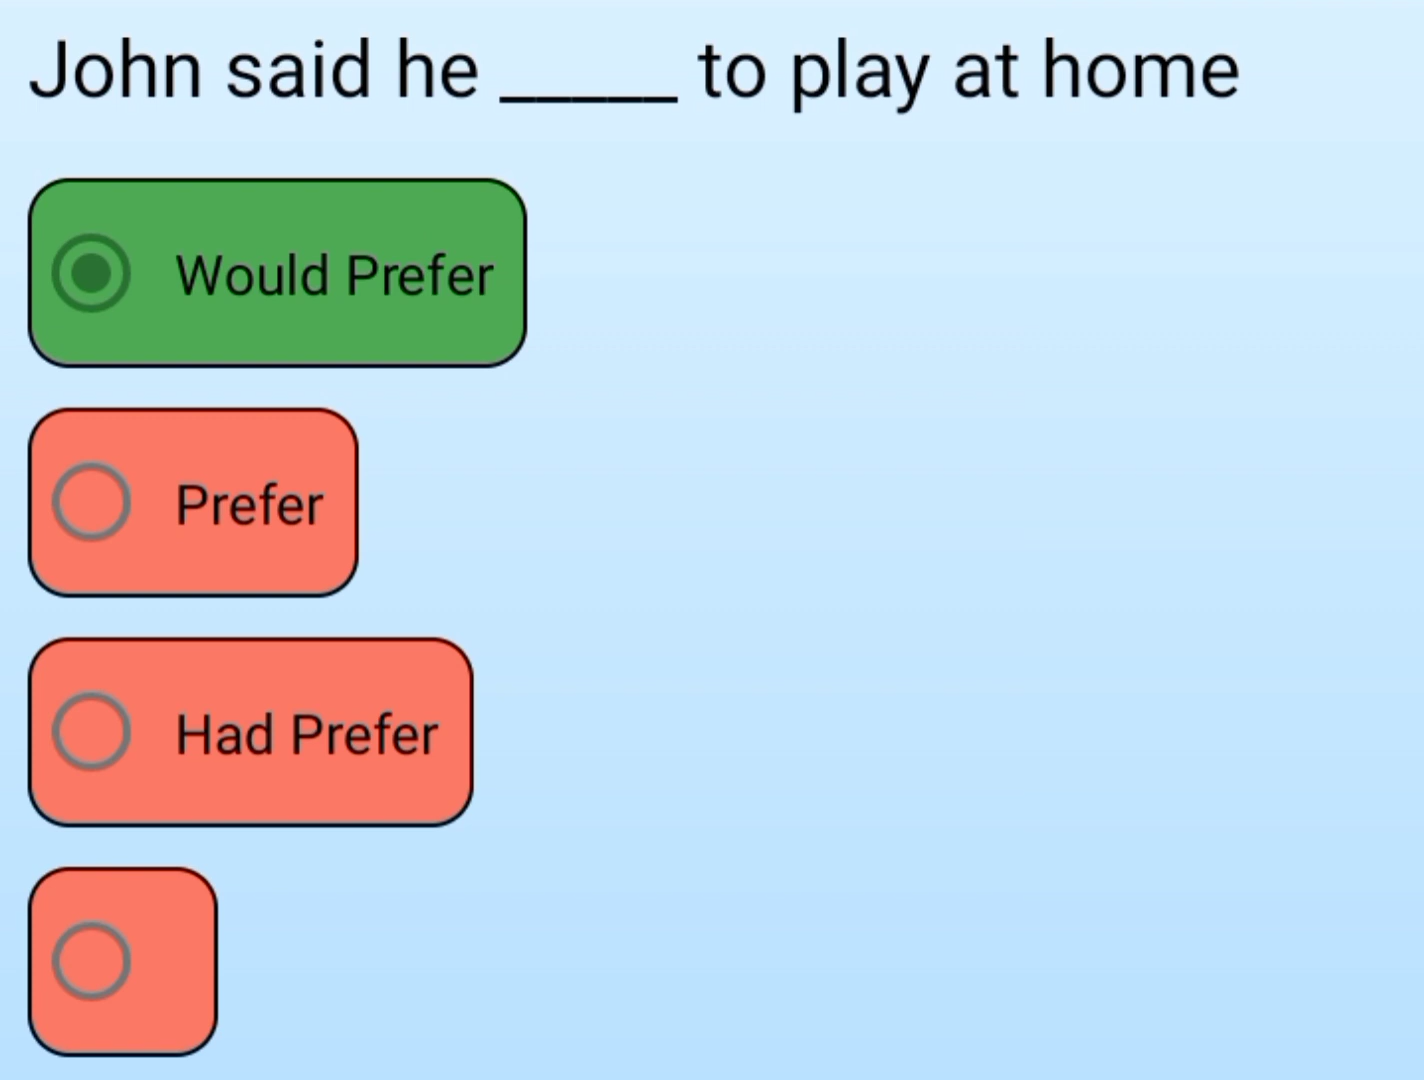 John said he _____ to play at home
Would Prefer
Prefer
Had Prefer